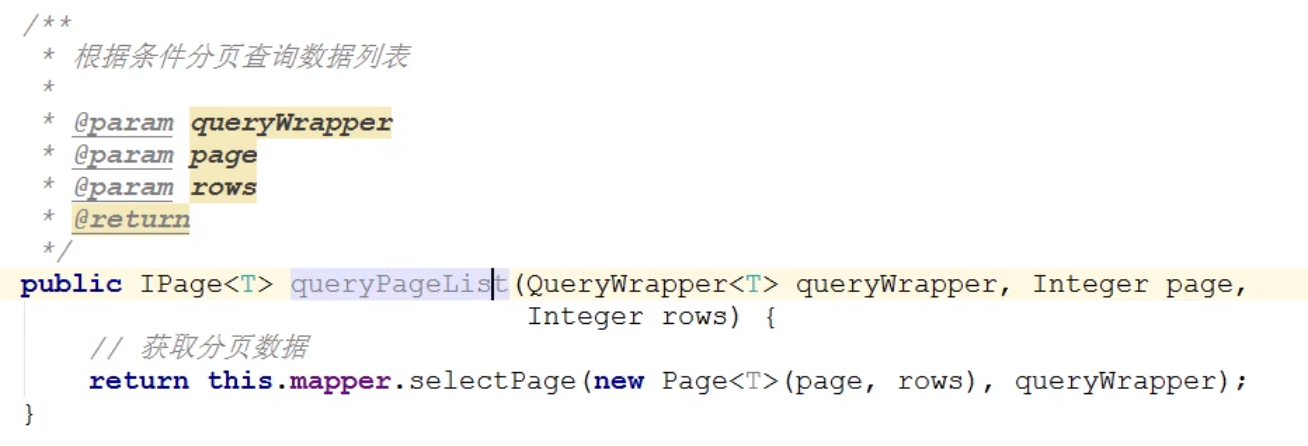 /**
 * 根据条件分页查询数据列表
 *
 * @param queryWrapper
 * @param page
 * @param rows
 * @return
 */
public IPage<T> queryPageList(QueryWrapper<T> queryWrapper, Integer page,
                              Integer rows) {
    // 获取分页数据
    return this.mapper.selectPage(new Page<T>(page, rows), queryWrapper);
}